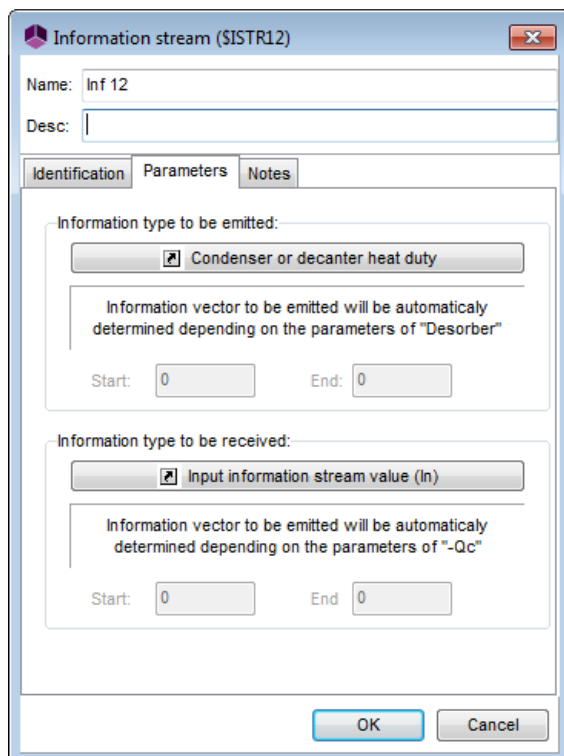 Information stream ($ISTR12)
Name: Inf 12
Desc:
Identification Parameters Notes
Information type to be emitted:
Condenser or decanter heat duty
Information vector to be emitted will be automaticaly
determined depending on the parameters of "Desorber"
Start: 0 End: 0
Information type to be received:
Input information stream value (In)
Information vector to be emitted will be automaticaly
determined depending on the parameters of "-Qc"
Start: 0 End 0
OK Cancel